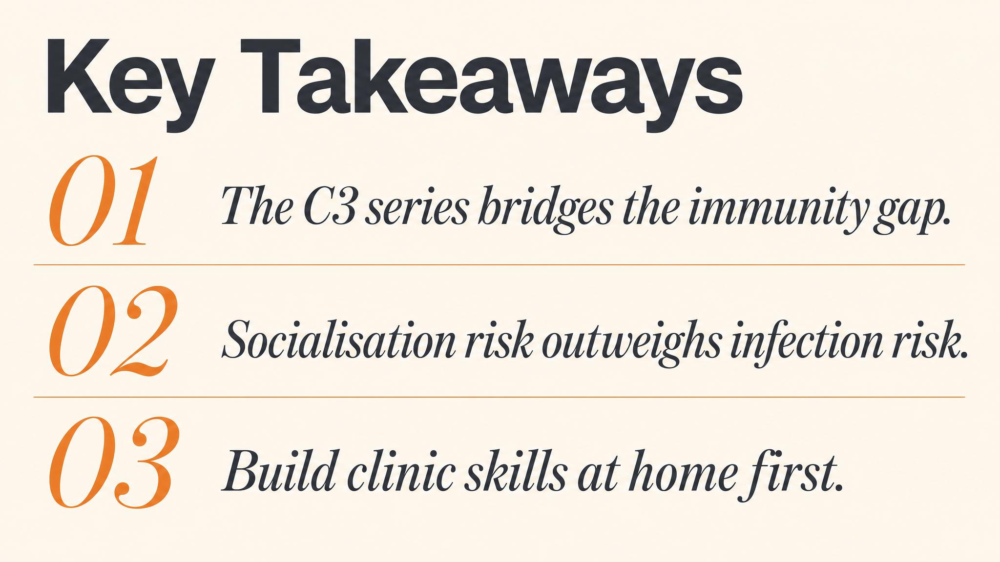 Key Takeaways
01
The C3 series bridges the immunity gap.
02
Socialisation risk outweighs infection risk.
03
Build clinic skills at home first.